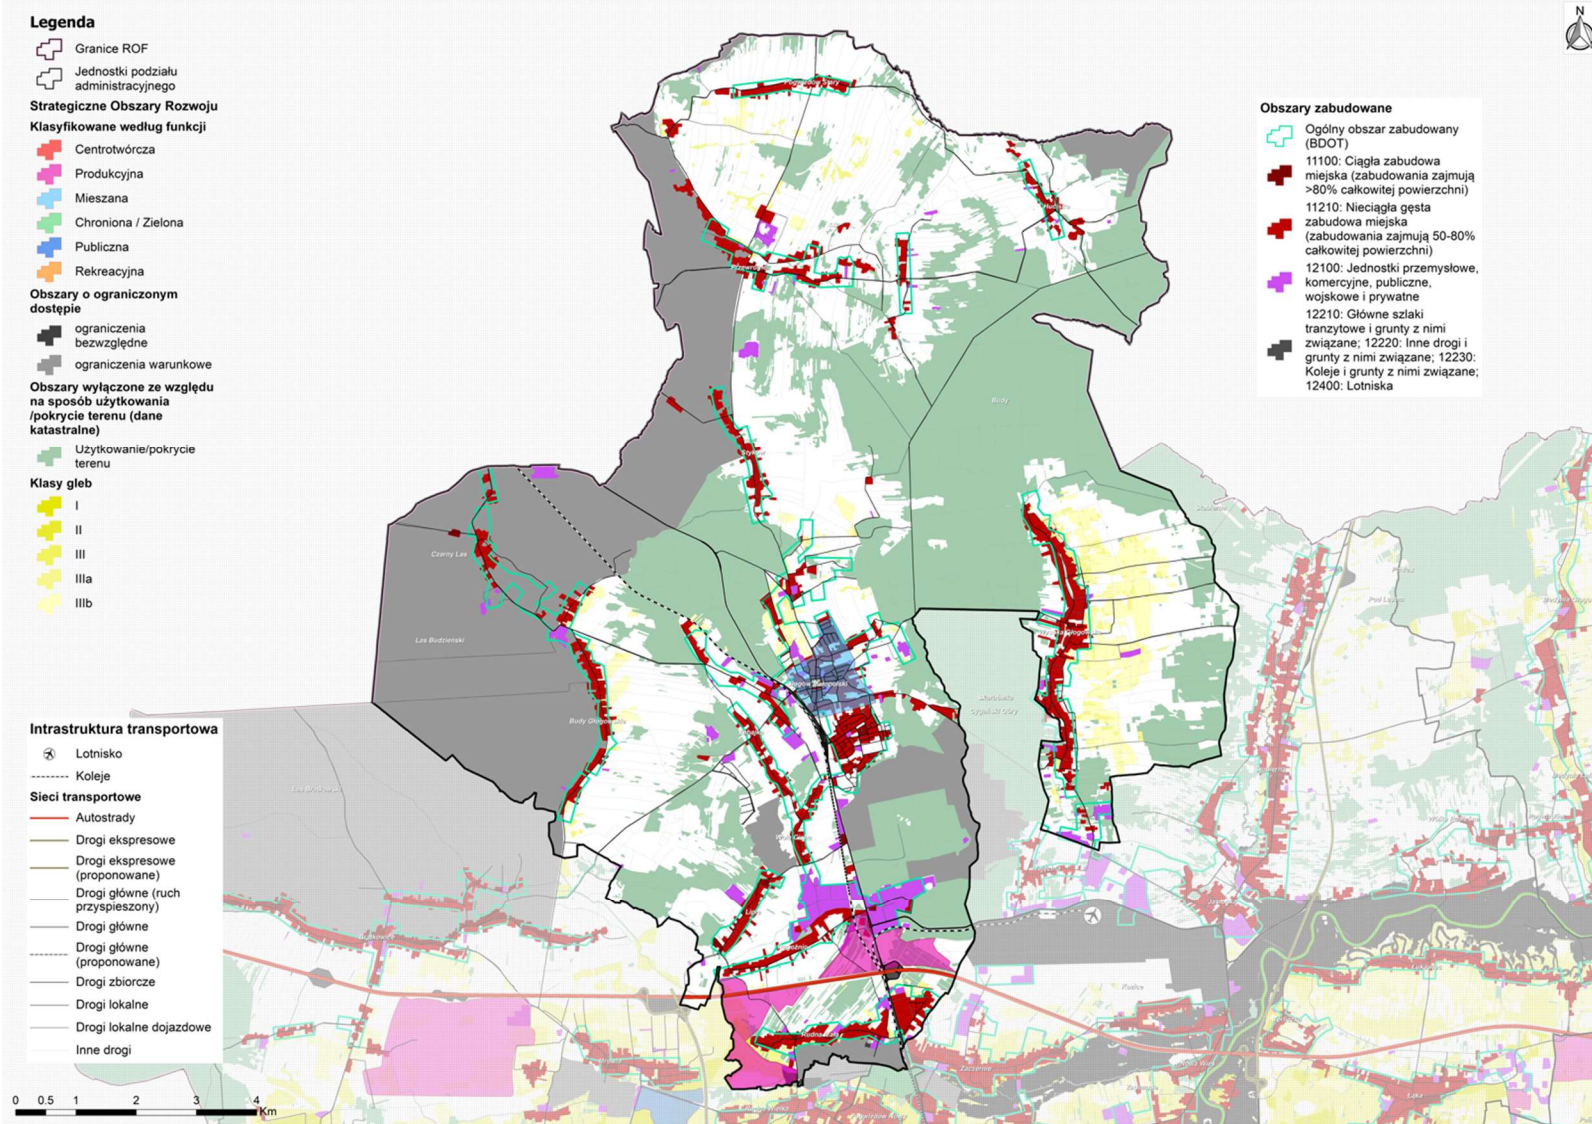 Legenda
Granice ROF
Jednostki podziału
administracyjnego
Strategiczne Obszary Rozwoju
Klasyfikowane według funkcji
Centrotwórcza
Produkcyjna
Mieszana
Chroniona / Zielona
Publiczna
Rekreacyjna
Obszary o ograniczonym
dostępie
ograniczenia
bezwzględne
ograniczenia warunkowe
Obszary wyłączone ze względu
na sposób użytkowania
/pokrycie terenu (dane
katastralne)
Użytkowanie/pokrycie
terenu
Klasy gleb
I
II
III
IIIa
IIIb
Intrastruktura transportowa
Lotnisko
Koleje
Sieci transportowe
Autostrady
Drogi ekspresowe
Drogi ekspresowe
(proponowane)
Drogi główne (ruch
przyspieszony)
Drogi główne
Drogi główne
(proponowane)
Drogi zbiorcze
Drogi lokalne
Drogi lokalne dojazdowe
Inne drogi
0 0.5 1 2 3 4
Km
N
Obszary zabudowane
Ogólny obszar zabudowany
(BDOT)
11100: Ciągła zabudowa
miejska (zabudowania zajmują
>80% całkowitej powierzchni)
11210: Nieciągła gęsta
zabudowa miejska
(zabudowania zajmują 50-80%
całkowitej powierzchni)
12100: Jednostki przemysłowe,
komercyjne, publiczne,
wojskowe i prywatne
12210: Główne szlaki
tranzytowe i grunty z nimi
związane; 12220: Inne drogi i
grunty z nimi związane; 12230:
Koleje i grunty z nimi związane;
12400: Lotniska
Budy
Czarny Las
Las Budzieński
Zaczernie
Łąka